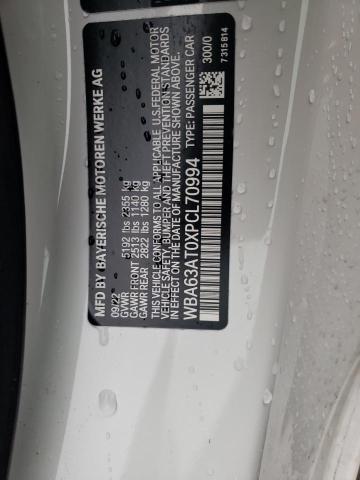 MFD BY BAYERISCHE MOTOREN WERKE AG
09/22
GVWR 5192 lbs 2355 kg
GAWR FRONT 2513 lbs 1140 kg
GAWR REAR 2822 lbs 1280 kg
THIS VEHICLE CONFORMS TO ALL APPLICABLE U.S. FEDERAL MOTOR
VEHICLE SAFETY, BUMPER, AND THEFT PREVENTION STANDARDS
IN EFFECT ON THE DATE OF MANUFACTURE SHOWN ABOVE.
WBA63AT0XPCL70994 TYPE: PASSENGER CAR 300/0
7 315 814